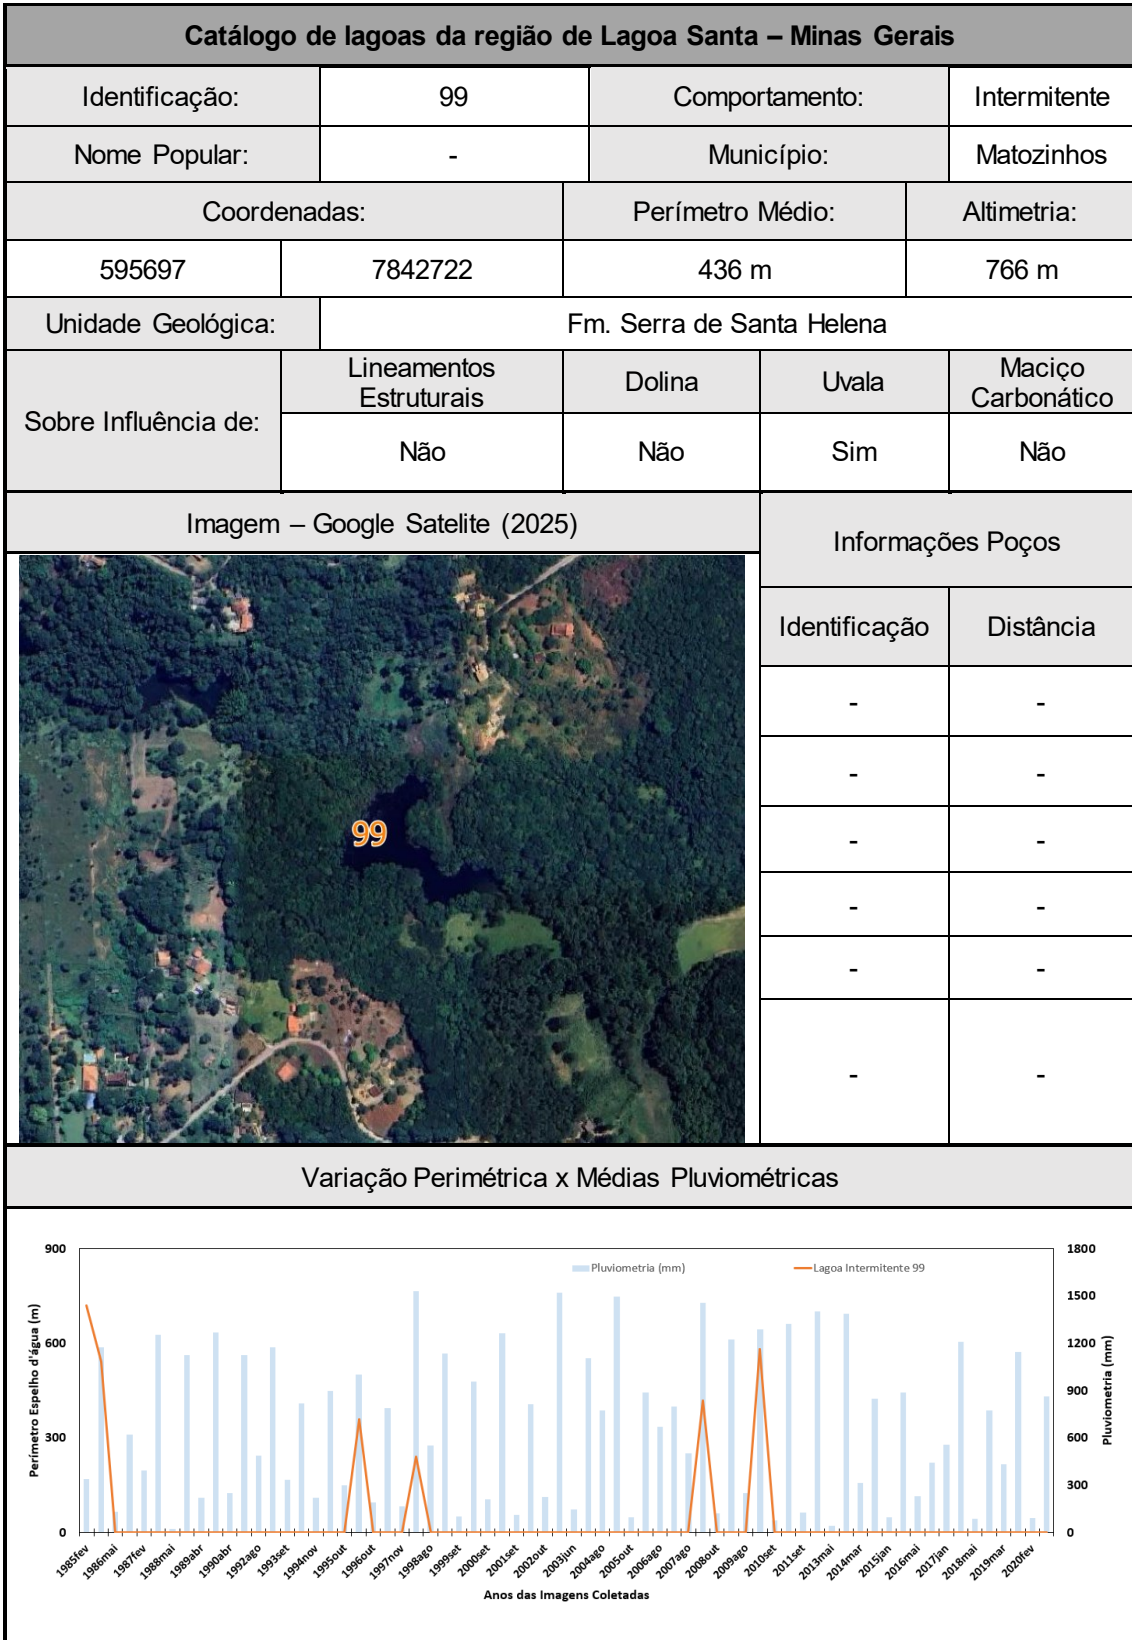 Catálogo de lagoas da região de Lagoa Santa – Minas Gerais
Identificação: 99 Comportamento: Intermitente
Nome Popular: - Município: Matozinhos
Coordenadas: Perímetro Médio: Altimetria:
595697 7842722 436 m 766 m
Unidade Geológica: Fm. Serra de Santa Helena
Sobre Influência de:
Lineamentos Estruturais Dolina Uvala Maciço Carbonático
Não Não Sim Não
Imagem – Google Satelite (2025)
99
Informações Poços
Identificação Distância
- -
- -
- -
- -
- -
- -
Variação Perimétrica x Médias Pluviométricas
Pluviometria (mm) Lagoa Intermitente 99
Perímetro Espelho d'água (m)
900
600
300
0
1800
1500
1200
900
600
300
0
Pluviometria (mm)
1985fev 1986mai 1987fev 1988mai 1989abr 1990abr 1992ago 1993set 1994nov 1995out 1996out 1997nov 1998ago 1999set 2000set 2001set 2002out 2003jun 2004ago 2005out 2006ago 2007ago 2008out 2009ago 2010set 2011set 2013mai 2014mar 2015jan 2016mai 2017jan 2018mai 2019mar 2020fev
Anos das Imagens Coletadas